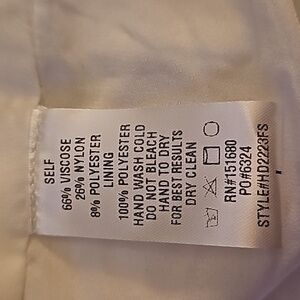 SELF
66% VISCOSE
26% NYLON
8% POLYESTER
LINING
100% POLYESTER
HAND WASH COLD
DO NOT BLEACH
HAND TO DRY
FOR BEST RESULTS
DRY CLEAN
RN#151680
PO#6324
STYLE#HD2223FS